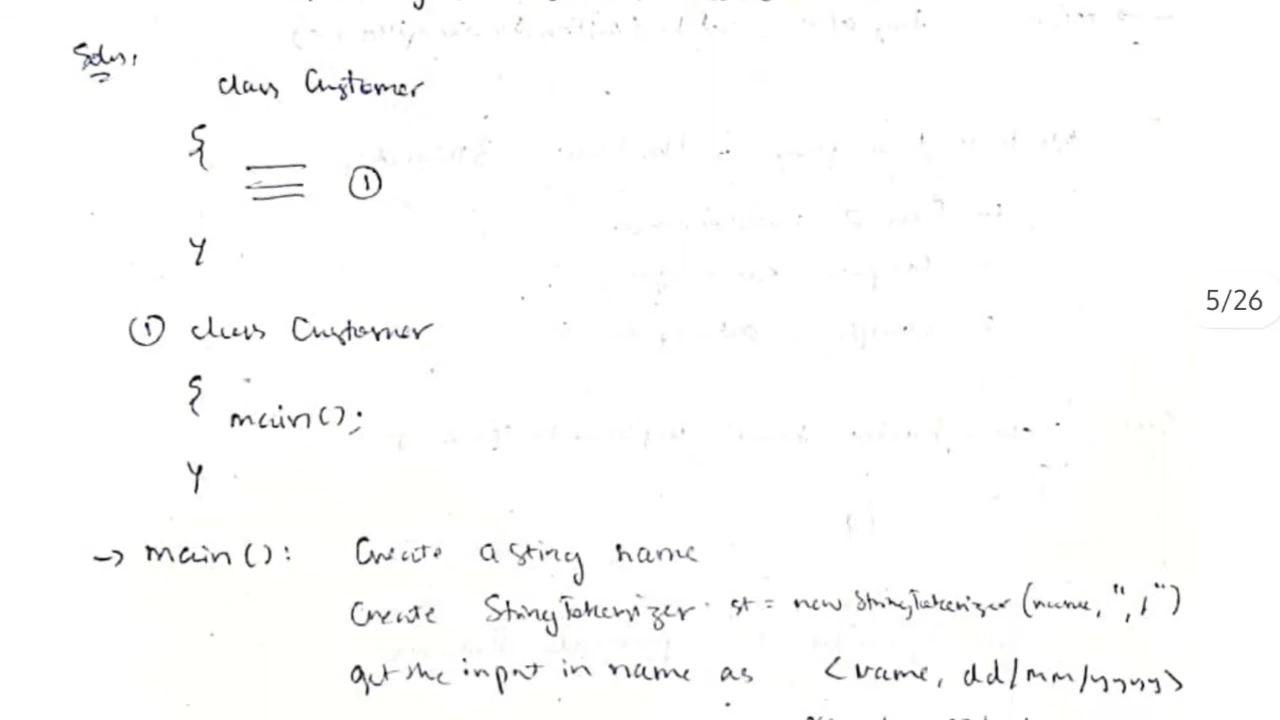 Soln:
class Customer
{
①
}
① class Customer
{
main();
}
→ main(): Create a sting name
Create StringTokenizer st = new StringTokenizer (name, ",/")
get the input in name as <name, dd/mm/yyyy>
5/26